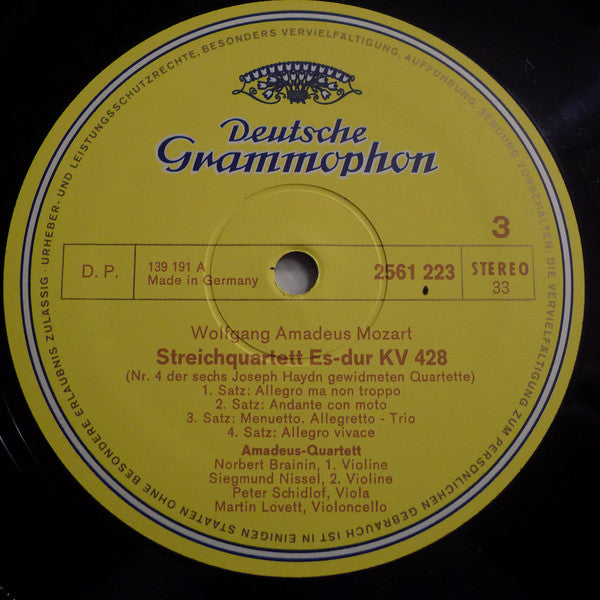 Deutsche
Grammophon
3
D. P.
139 191 A
Made in Germany
2561 223
STEREO
33
Wolfgang Amadeus Mozart
Streichquartett Es-dur KV 428
(Nr. 4 der sechs Joseph Haydn gewidmeten Quartette)
1. Satz: Allegro ma non troppo
2. Satz: Andante con moto
3. Satz: Menuetto. Allegretto - Trio
4. Satz: Allegro vivace
Amadeus-Quartett
Norbert Brainin, 1. Violine
Siegmund Nissel, 2. Violine
Peter Schidlof, Viola
Martin Lovett, Violoncello
URHEBER- UND LEISTUNGSSCHUTZRECHTE, BESONDERS VERVIELFÄLTIGUNG, AUFFÜHRUNG, SENDUNG VORBEHALTEN; DIE VERVIELFÄLTIGUNG ZUM PERSÖNLICHEN GEBRAUCH IST IN EINIGEN STAATEN OHNE BESONDERE ERLAUBNIS ZULÄSSIG ·